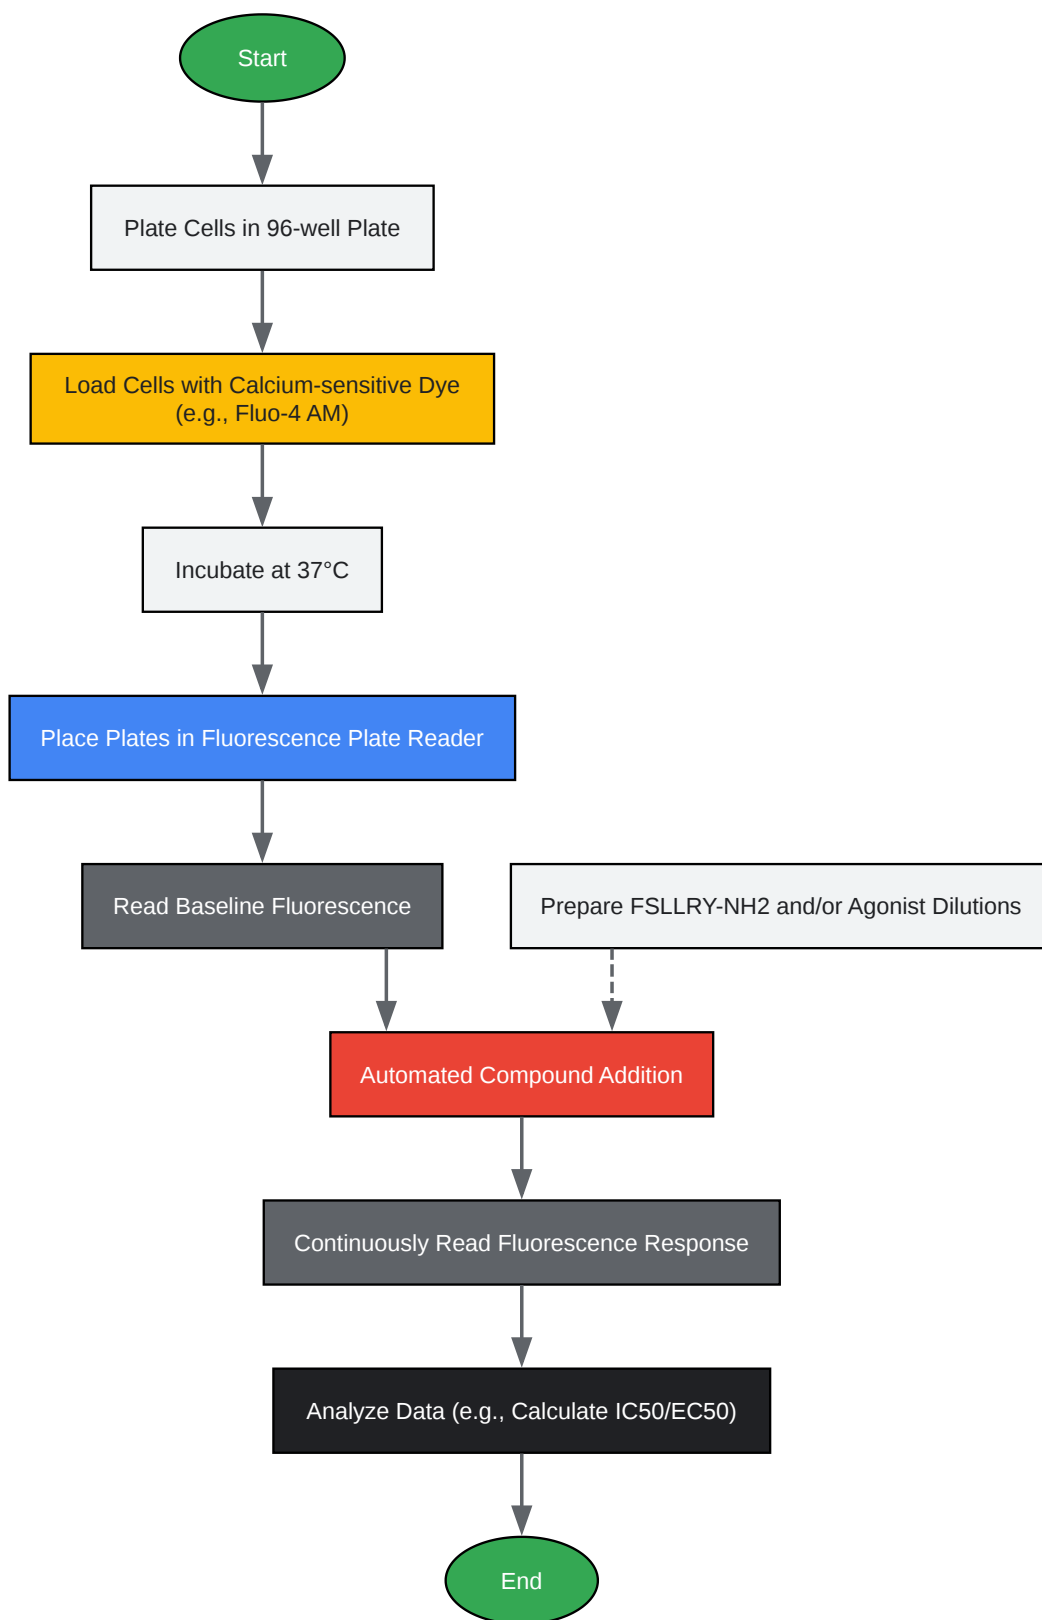 Start
Plate Cells in 96-well Plate
Load Cells with Calcium-sensitive Dye
(e.g., Fluo-4 AM)
Incubate at 37°C
Place Plates in Fluorescence Plate Reader
Read Baseline Fluorescence
Prepare FSLLRY-NH2 and/or Agonist Dilutions
Automated Compound Addition
Continuously Read Fluorescence Response
Analyze Data (e.g., Calculate IC50/EC50)
End